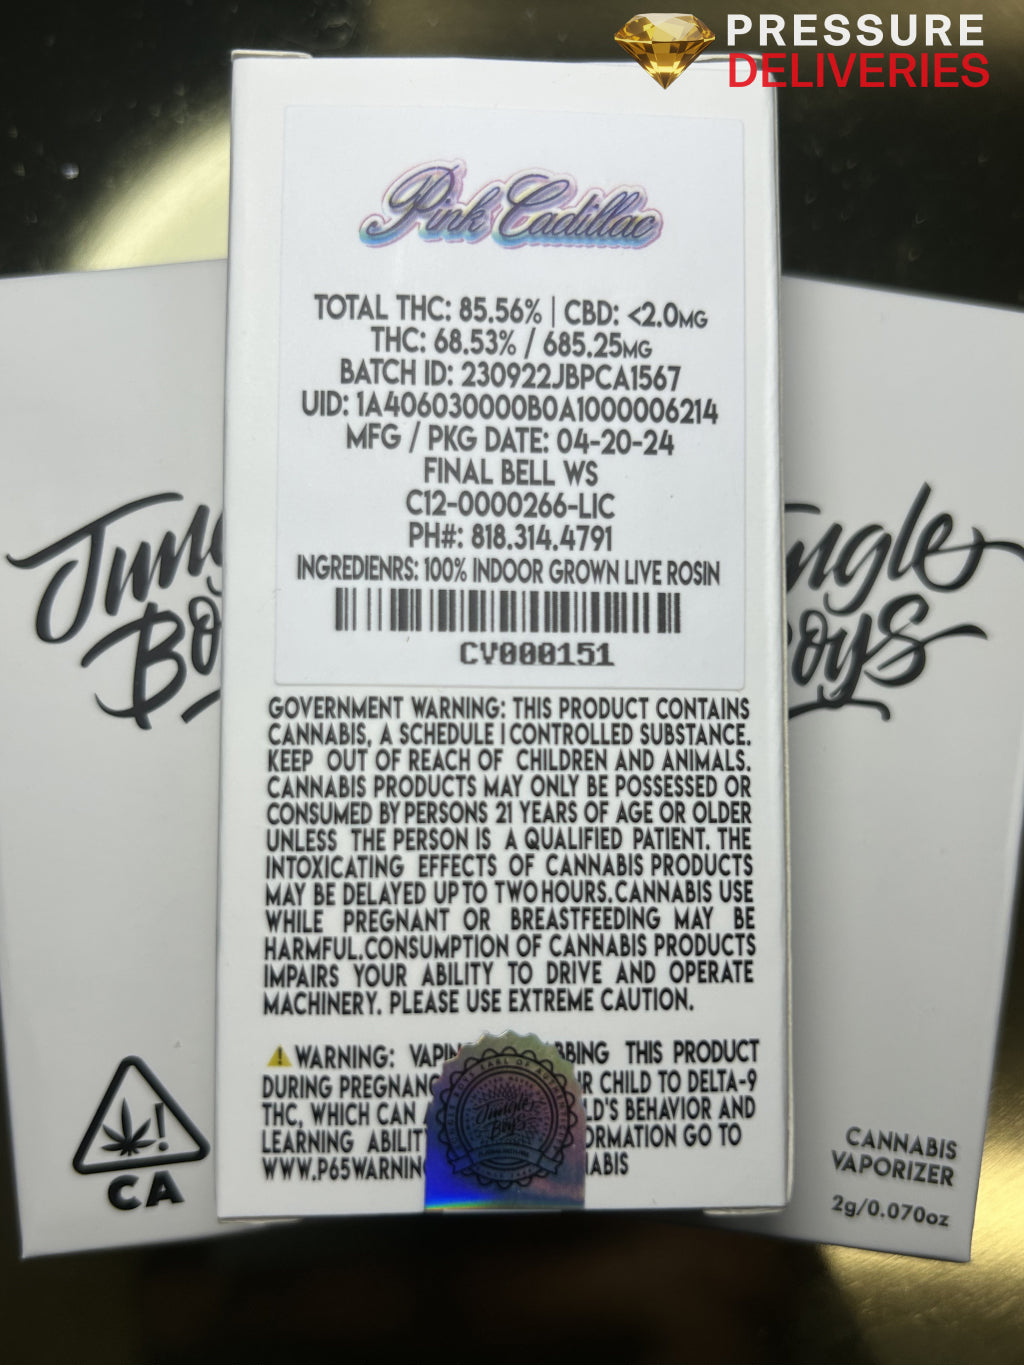 PRESSURE
DELIVERIES
Pink Cadillac
TOTAL THC: 85.56% | CBD: <2.0MG
THC: 68.53% / 685.25MG
BATCH ID: 230922JBPCA1567
UID: 1A406030000B0A1000006214
MFG / PKG DATE: 04-20-24
FINAL BELL WS
C12-0000266-LIC
PH#: 818.314.4791
INGREDIENRS: 100% INDOOR GROWN LIVE ROSIN
CV000151
GOVERNMENT WARNING: THIS PRODUCT CONTAINS
CANNABIS, A SCHEDULE I CONTROLLED SUBSTANCE.
KEEP OUT OF REACH OF CHILDREN AND ANIMALS.
CANNABIS PRODUCTS MAY ONLY BE POSSESSED OR
CONSUMED BY PERSONS 21 YEARS OF AGE OR OLDER
UNLESS THE PERSON IS A QUALIFIED PATIENT. THE
INTOXICATING EFFECTS OF CANNABIS PRODUCTS
MAY BE DELAYED UP TO TWO HOURS. CANNABIS USE
WHILE PREGNANT OR BREASTFEEDING MAY BE
HARMFUL. CONSUMPTION OF CANNABIS PRODUCTS
IMPAIRS YOUR ABILITY TO DRIVE AND OPERATE
MACHINERY. PLEASE USE EXTREME CAUTION.
⚠WARNING: VAPIN BBING THIS PRODUCT
DURING PREGNANC R CHILD TO DELTA-9
THC, WHICH CAN LD'S BEHAVIOR AND
LEARNING ABILIT ORMATION GO TO
WWW.P65WARNIN ABIS
Jungle
Boys
Jung
Bo
CA
ngle
oys
CANNABIS
VAPORIZER
2g/0.070oz